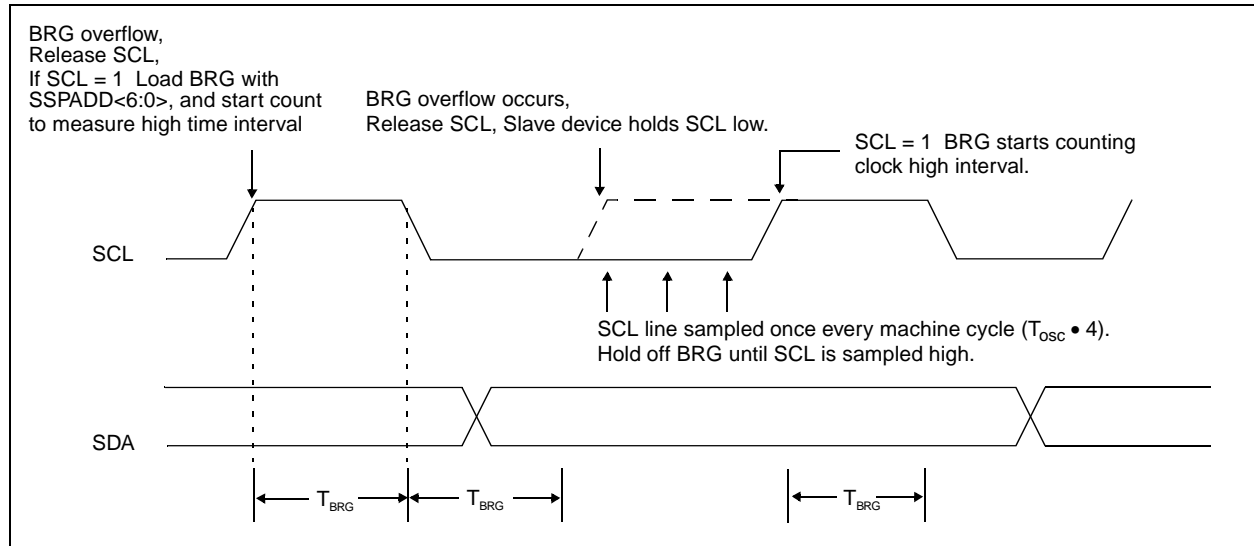 BRG overflow,
Release SCL,
If SCL = 1 Load BRG with
SSPADD<6:0>, and start count
to measure high time interval
BRG overflow occurs,
Release SCL, Slave device holds SCL low.
SCL = 1 BRG starts counting
clock high interval.
SCL
SCL line sampled once every machine cycle (Tosc • 4).
Hold off BRG until SCL is sampled high.
SDA
TBRG
TBRG
TBRG